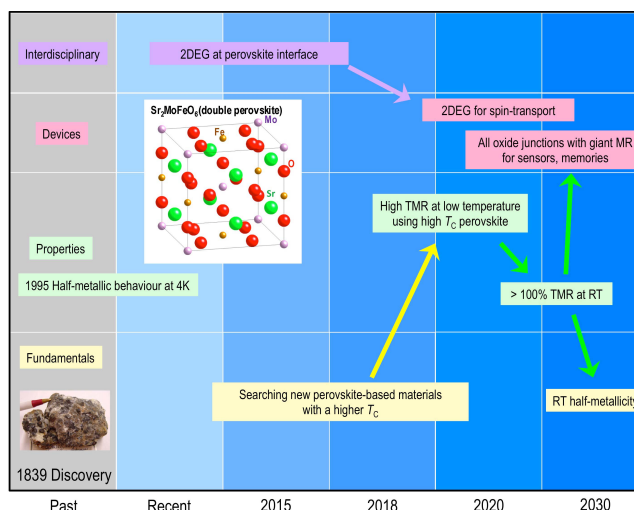 Interdisciplinary
2DEG at perovskite interface
Devices
2DEG for spin-transport
All oxide junctions with giant MR
for sensors, memories
Sr₂MoFeO₆(double perovskite)
Mo
Fe
O
Sr
High TMR at low temperature
using high T_C perovskite
Properties
1995 Half-metallic behaviour at 4K
> 100% TMR at RT
Fundamentals
Searching new perovskite-based materials
with a higher T_C
RT half-metallicity
1839 Discovery
Past
Recent
2015
2018
2020
2030